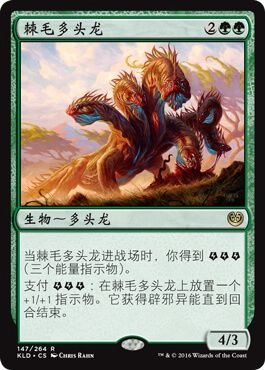 棘毛多头龙 2
生物～多头龙
当棘毛多头龙进战场时，你得到
（三个能量指示物）。
支付 ：在棘毛多头龙上放置一个
+1/+1 指示物。它获得辟邪异能直到回
合结束。
4/3
147/264 R
KLD • CS CHRIS RAHN
™ & © 2016 Wizards of the Coast